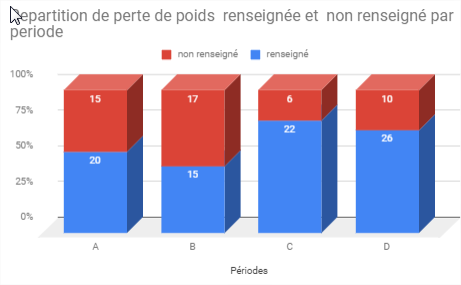 Repartition de perte de poids renseignée et non renseigné par
periode
non renseigné renseigné
100%
75%
50%
25%
0%
15 17 6 10
20 15 22 26
A B C D
Périodes